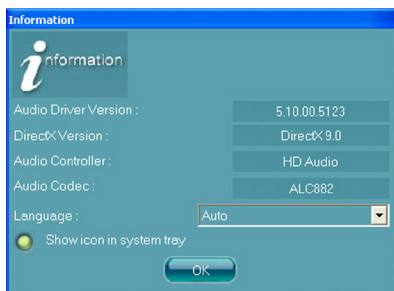 Information
information
Audio Driver Version : 5.10.00.5123
DirectX Version : DirectX 9.0
Audio Controller : HD Audio
Audio Codec : ALC882
Language : Auto
Show icon in system tray
OK